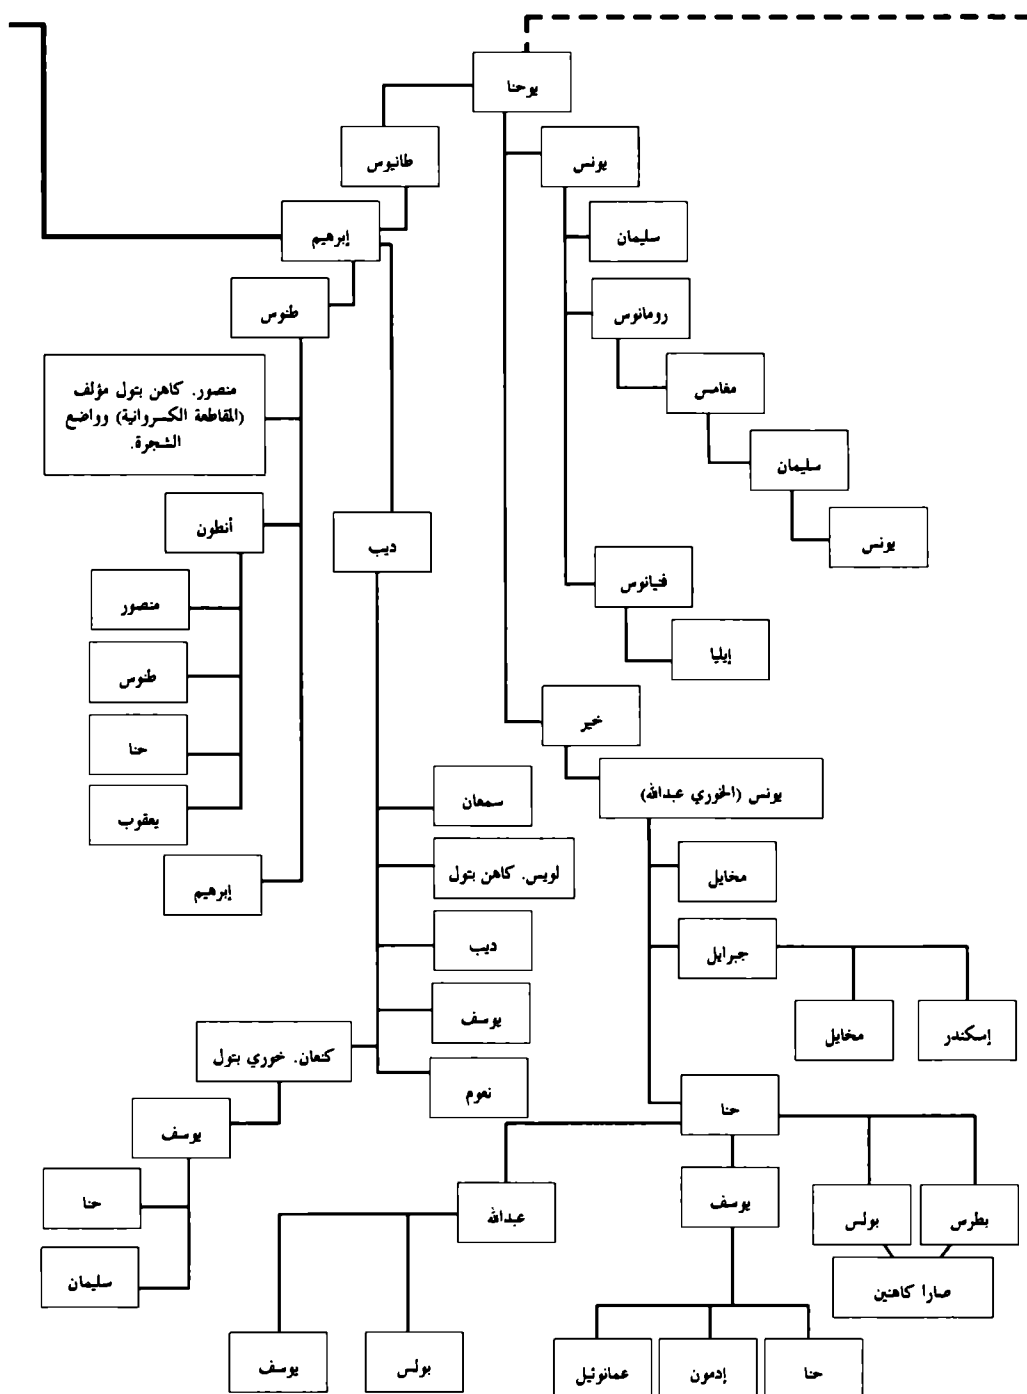 يوحنا
طانيوس
يونس
إبرهيم
سليمان
طنوس
رومانوس
منصور. كاهن بتول مؤلف
(المقاطعة الكسروانية) وواضع
الشجرة.
مغامس
سليمان
أنطون
ديب
يونس
منصور
فنيانوس
طنوس
إيليا
حنا
خير
يعقوب
سمعان
يونس (الخوري عبدالله)
إبرهيم
لويس. كاهن بتول
مخايل
ديب
جبرايل
يوسف
مخايل
إسكندر
كنعان. خوري بتول
نعوم
حنا
يوسف
حنا
عبدالله
يوسف
بولس
بطرس
سليمان
صارا كاهنين
يوسف
بولس
عمانوئيل
إدمون
حنا